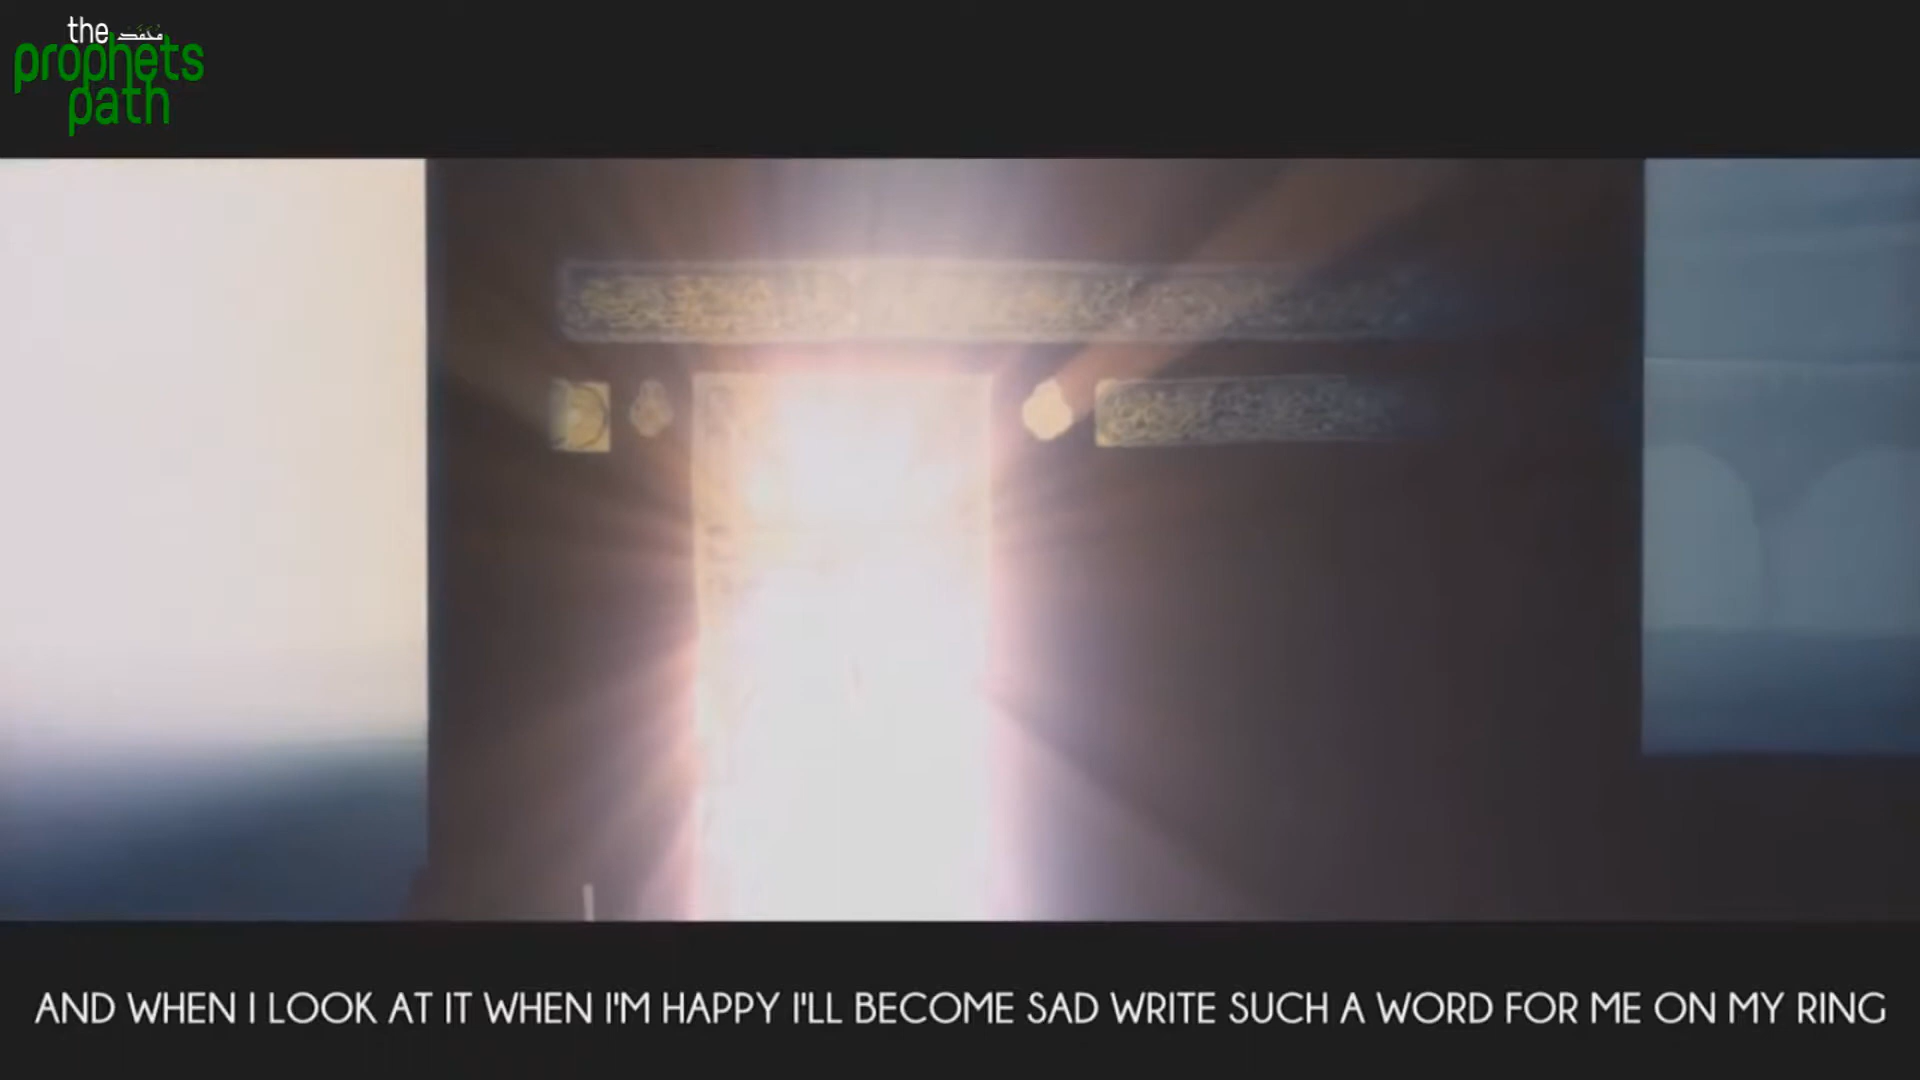 the مُحَمَّد
prophets
path
AND WHEN I LOOK AT IT WHEN I'M HAPPY I'LL BECOME SAD WRITE SUCH A WORD FOR ME ON MY RING